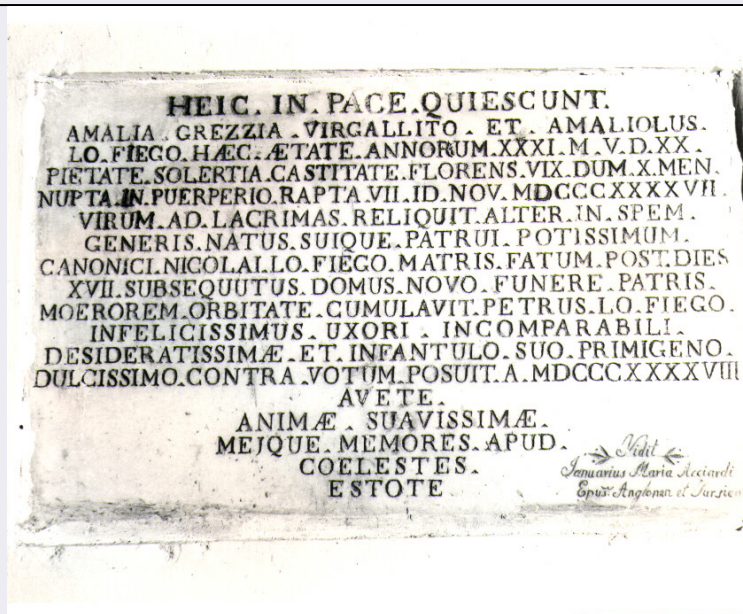 HEIC. IN. PACE. QUIESCUNT.
AMALIA. GREZZIA. VIRGALLITO. ET. AMALIOLUS.
LO. FIEGO. HÆC. ÆTATE. ANNORUM. XXXI. M. V. D. XX.
PIETATE. SOLERTIA. CASTITATE. FLORENS. VIX. DUM. X. MEN.
NUPTA. IN. PUERPERIO. RAPTA. VII. ID. NOV. MDCCCXXXXVII.
VIRUM. AD. LACRIMAS. RELIQUIT. ALTER. IN. SPEM.
GENERIS. NATUS. SUIQUE. PATRUI. POTISSIMUM.
CANONICI. NICOLAI. LO. FIEGO. MATRIS. FATUM. POST. DIES
XVII. SUBSEQUUTUS. DOMUS. NOVO. FUNERE. PATRIS.
MOEROREM. ORBITATE. CUMULAVIT. PETRUS. LO. FIEGO.
INFELICISSIMUS. UXORI. INCOMPARABILI.
DESIDERATISSIMÆ. ET. INFANTULO. SUO. PRIMIGENO.
DULCISSIMO. CONTRA. VOTUM. POSUIT. A. MDCCCXXXXVIII
AVETE.
ANIMÆ. SUAVISSIMÆ.
MEJQUE. MEMORES. APUD.
COELESTES.
ESTOTE
Vidit
Januarius Maria Acciardi
Epus Anglonen et Tursien